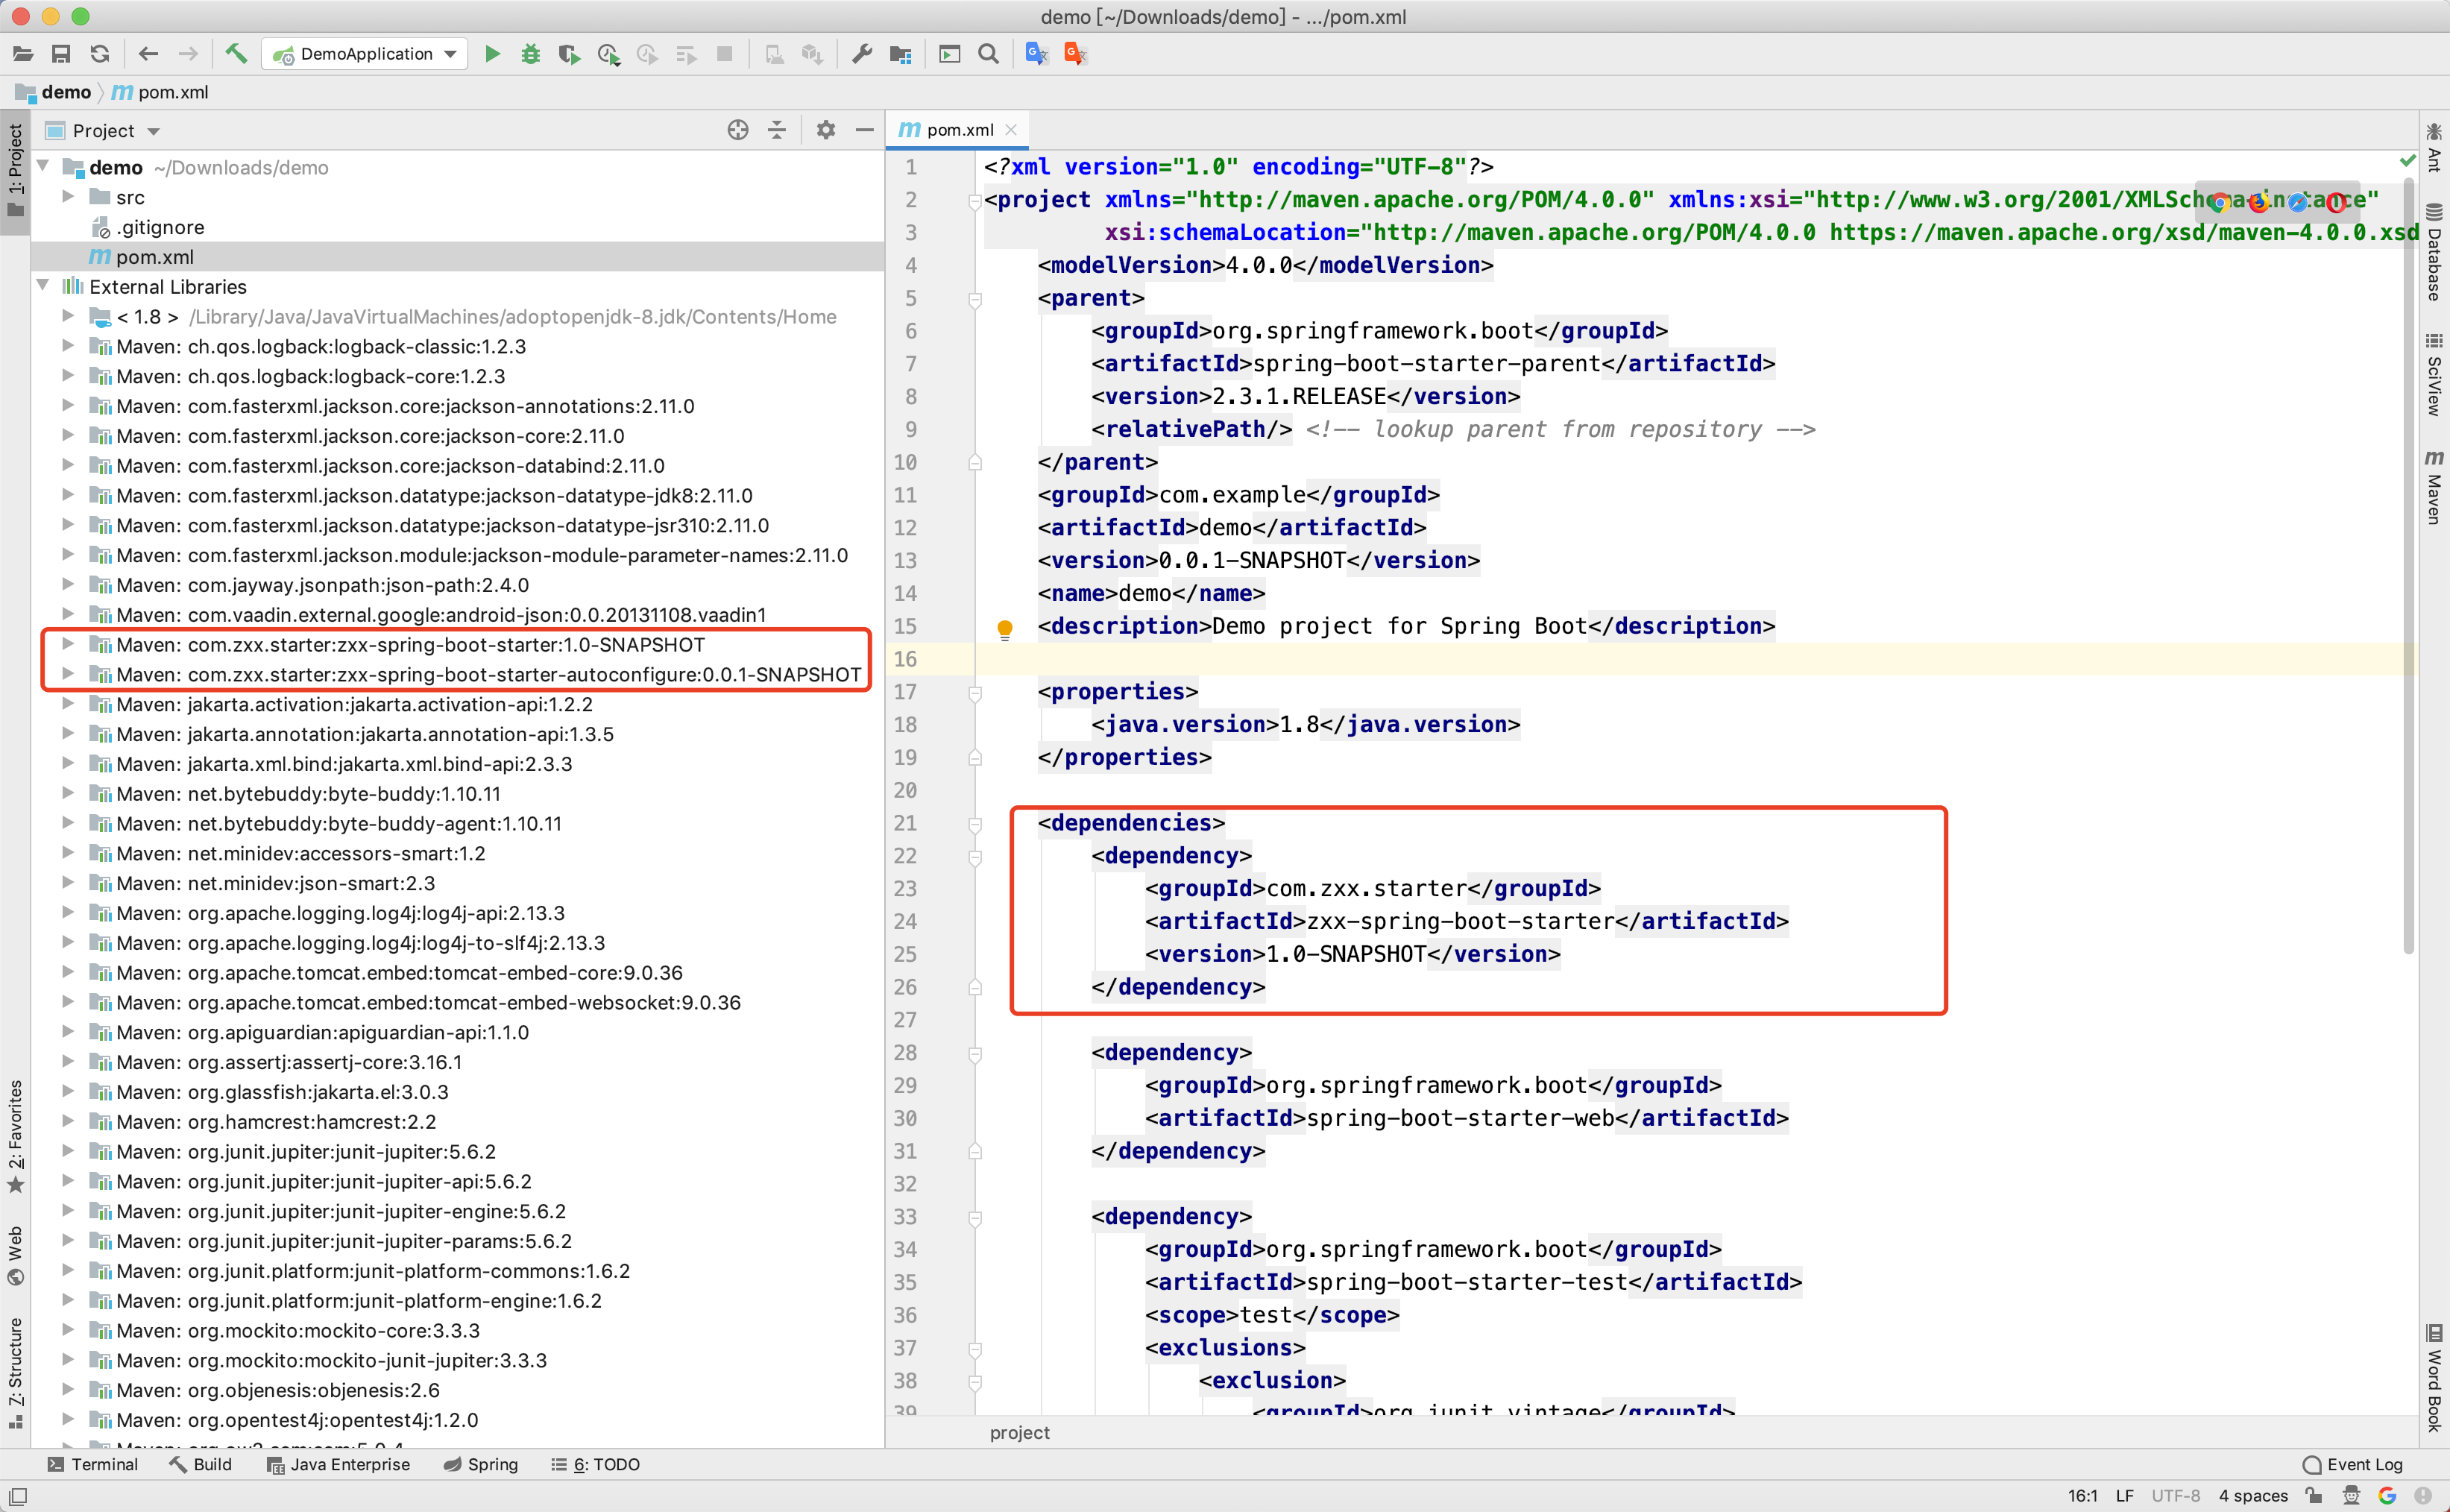 demo [~/Downloads/demo] - .../pom.xml
DemoApplication
demo
pom.xml
1: Project
Project
demo ~/Downloads/demo
src
.gitignore
pom.xml
External Libraries
< 1.8 > /Library/Java/JavaVirtualMachines/adoptopenjdk-8.jdk/Contents/Home
Maven: ch.qos.logback:logback-classic:1.2.3
Maven: ch.qos.logback:logback-core:1.2.3
Maven: com.fasterxml.jackson.core:jackson-annotations:2.11.0
Maven: com.fasterxml.jackson.core:jackson-core:2.11.0
Maven: com.fasterxml.jackson.core:jackson-databind:2.11.0
Maven: com.fasterxml.jackson.datatype:jackson-datatype-jdk8:2.11.0
Maven: com.fasterxml.jackson.datatype:jackson-datatype-jsr310:2.11.0
Maven: com.fasterxml.jackson.module:jackson-module-parameter-names:2.11.0
Maven: com.jayway.jsonpath:json-path:2.4.0
Maven: com.vaadin.external.google:android-json:0.0.20131108.vaadin1
Maven: com.zxx.starter:zxx-spring-boot-starter:1.0-SNAPSHOT
Maven: com.zxx.starter:zxx-spring-boot-starter-autoconfigure:0.0.1-SNAPSHOT
Maven: jakarta.activation:jakarta.activation-api:1.2.2
Maven: jakarta.annotation:jakarta.annotation-api:1.3.5
Maven: jakarta.xml.bind:jakarta.xml.bind-api:2.3.3
Maven: net.bytebuddy:byte-buddy:1.10.11
Maven: net.bytebuddy:byte-buddy-agent:1.10.11
Maven: net.minidev:accessors-smart:1.2
Maven: net.minidev:json-smart:2.3
Maven: org.apache.logging.log4j:log4j-api:2.13.3
Maven: org.apache.logging.log4j:log4j-to-slf4j:2.13.3
Maven: org.apache.tomcat.embed:tomcat-embed-core:9.0.36
Maven: org.apache.tomcat.embed:tomcat-embed-websocket:9.0.36
Maven: org.apiguardian:apiguardian-api:1.1.0
Maven: org.assertj:assertj-core:3.16.1
Maven: org.glassfish:jakarta.el:3.0.3
Maven: org.hamcrest:hamcrest:2.2
Maven: org.junit.jupiter:junit-jupiter:5.6.2
Maven: org.junit.jupiter:junit-jupiter-api:5.6.2
Maven: org.junit.jupiter:junit-jupiter-engine:5.6.2
Maven: org.junit.jupiter:junit-jupiter-params:5.6.2
Maven: org.junit.platform:junit-platform-commons:1.6.2
Maven: org.junit.platform:junit-platform-engine:1.6.2
Maven: org.mockito:mockito-core:3.3.3
Maven: org.mockito:mockito-junit-jupiter:3.3.3
Maven: org.objenesis:objenesis:2.6
Maven: org.opentest4j:opentest4j:1.2.0
2: Favorites
Web
Z: Structure
pom.xml
1 <?xml version="1.0" encoding="UTF-8"?>
2 <project xmlns="http://maven.apache.org/POM/4.0.0" xmlns:xsi="http://www.w3.org/2001/XMLSchema-instance"
3 xsi:schemaLocation="http://maven.apache.org/POM/4.0.0 https://maven.apache.org/xsd/maven-4.0.0.xsd
4 <modelVersion>4.0.0</modelVersion>
5 <parent>
6 <groupId>org.springframework.boot</groupId>
7 <artifactId>spring-boot-starter-parent</artifactId>
8 <version>2.3.1.RELEASE</version>
9 <relativePath/> <!-- lookup parent from repository -->
10 </parent>
11 <groupId>com.example</groupId>
12 <artifactId>demo</artifactId>
13 <version>0.0.1-SNAPSHOT</version>
14 <name>demo</name>
15 <description>Demo project for Spring Boot</description>
16
17 <properties>
18 <java.version>1.8</java.version>
19 </properties>
20
21 <dependencies>
22 <dependency>
23 <groupId>com.zxx.starter</groupId>
24 <artifactId>zxx-spring-boot-starter</artifactId>
25 <version>1.0-SNAPSHOT</version>
26 </dependency>
27
28 <dependency>
29 <groupId>org.springframework.boot</groupId>
30 <artifactId>spring-boot-starter-web</artifactId>
31 </dependency>
32
33 <dependency>
34 <groupId>org.springframework.boot</groupId>
35 <artifactId>spring-boot-starter-test</artifactId>
36 <scope>test</scope>
37 <exclusions>
38 <exclusion>
39 <groupId>org.junit.vintage</groupId>
project
Ant
Database
SciView
Maven
Word Book
Terminal
Build
Java Enterprise
Spring
6: TODO
Event Log
16:1 LF UTF-8 4 spaces